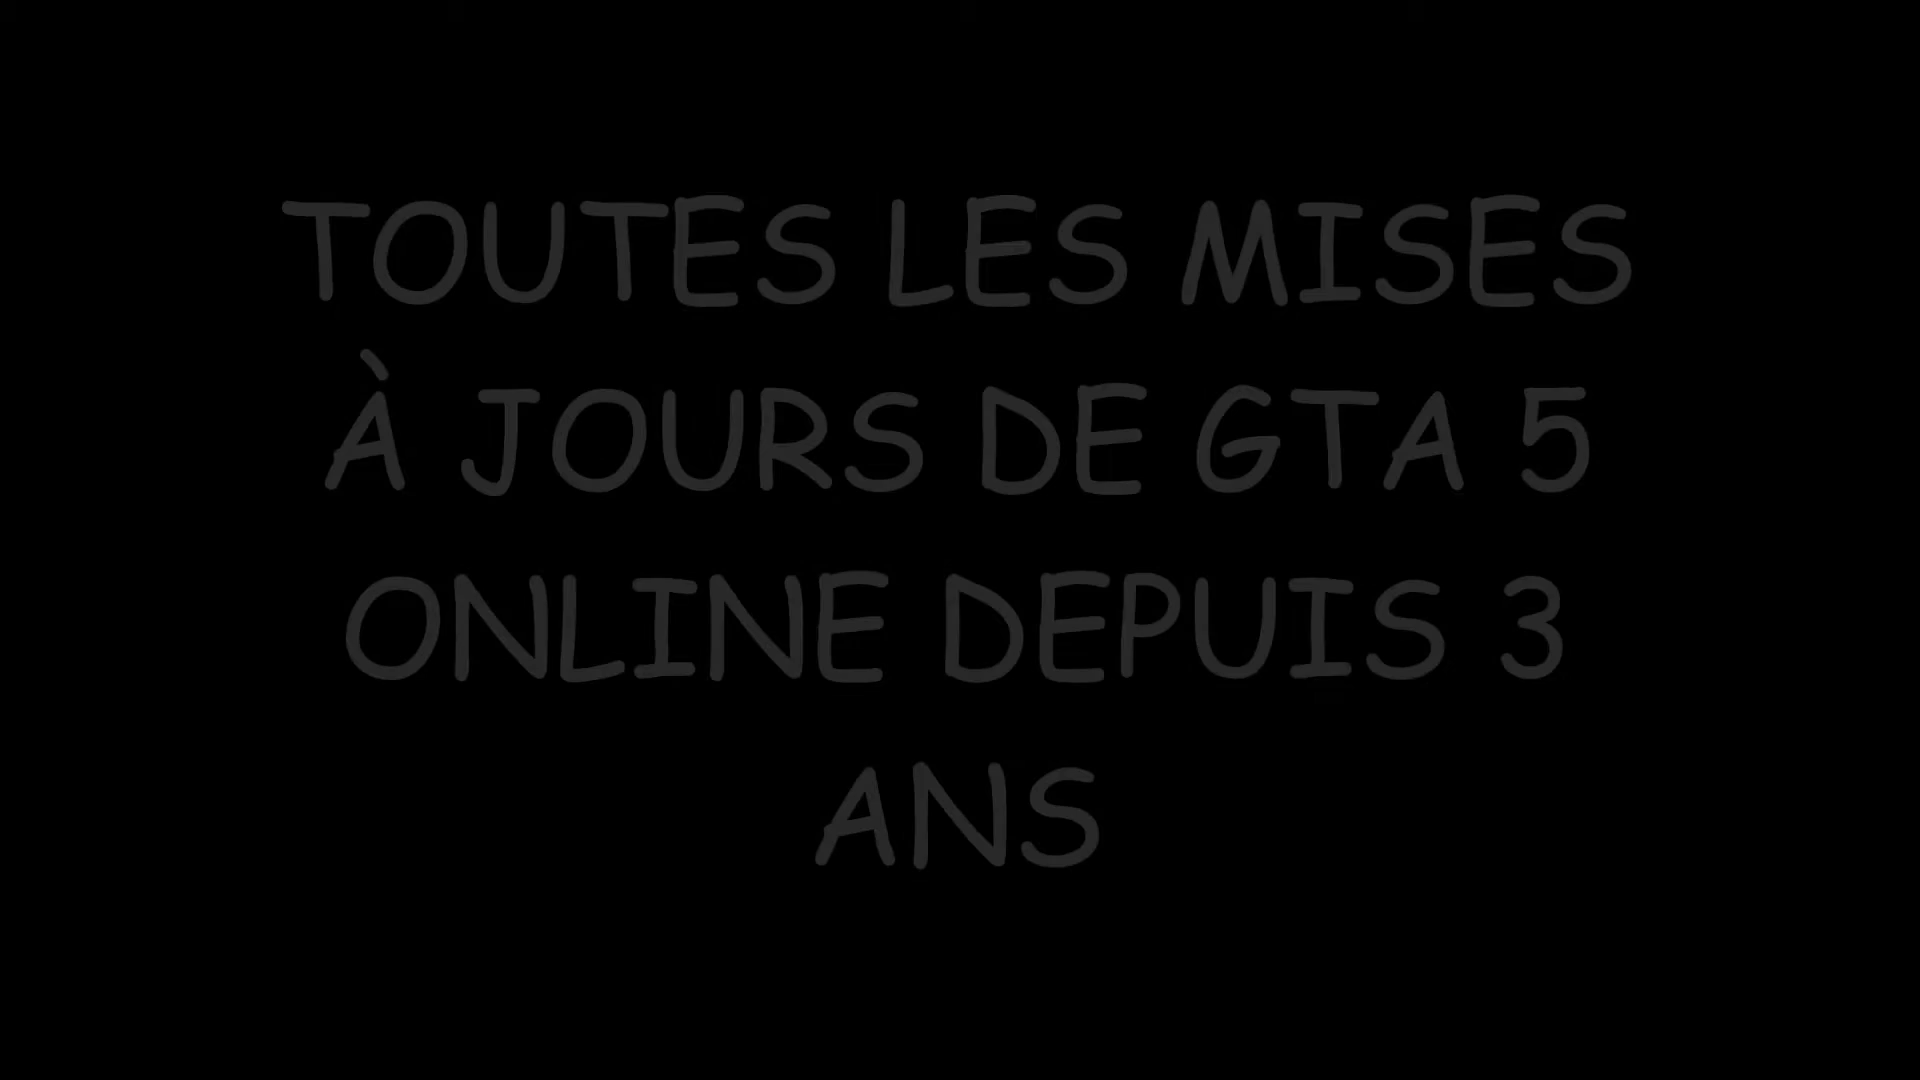 TOUTES LES MISES
À JOURS DE GTA 5
ONLINE DEPUIS 3
ANS